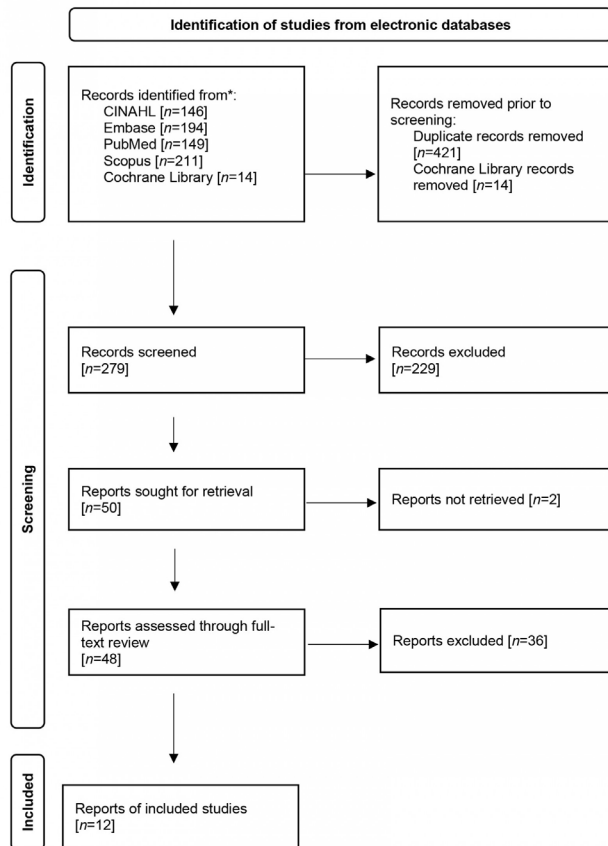 Identification of studies from electronic databases
Identification
Records identified from*:
CINAHL [n=146]
Embase [n=194]
PubMed [n=149]
Scopus [n=211]
Cochrane Library [n=14]
Records removed prior to
screening:
Duplicate records removed
[n=421]
Cochrane Library records
removed [n=14]
Screening
Records screened
[n=279]
Records excluded
[n=229]
Reports sought for retrieval
[n=50]
Reports not retrieved [n=2]
Reports assessed through full-
text review
[n=48]
Reports excluded [n=36]
Included
Reports of included studies
[n=12]